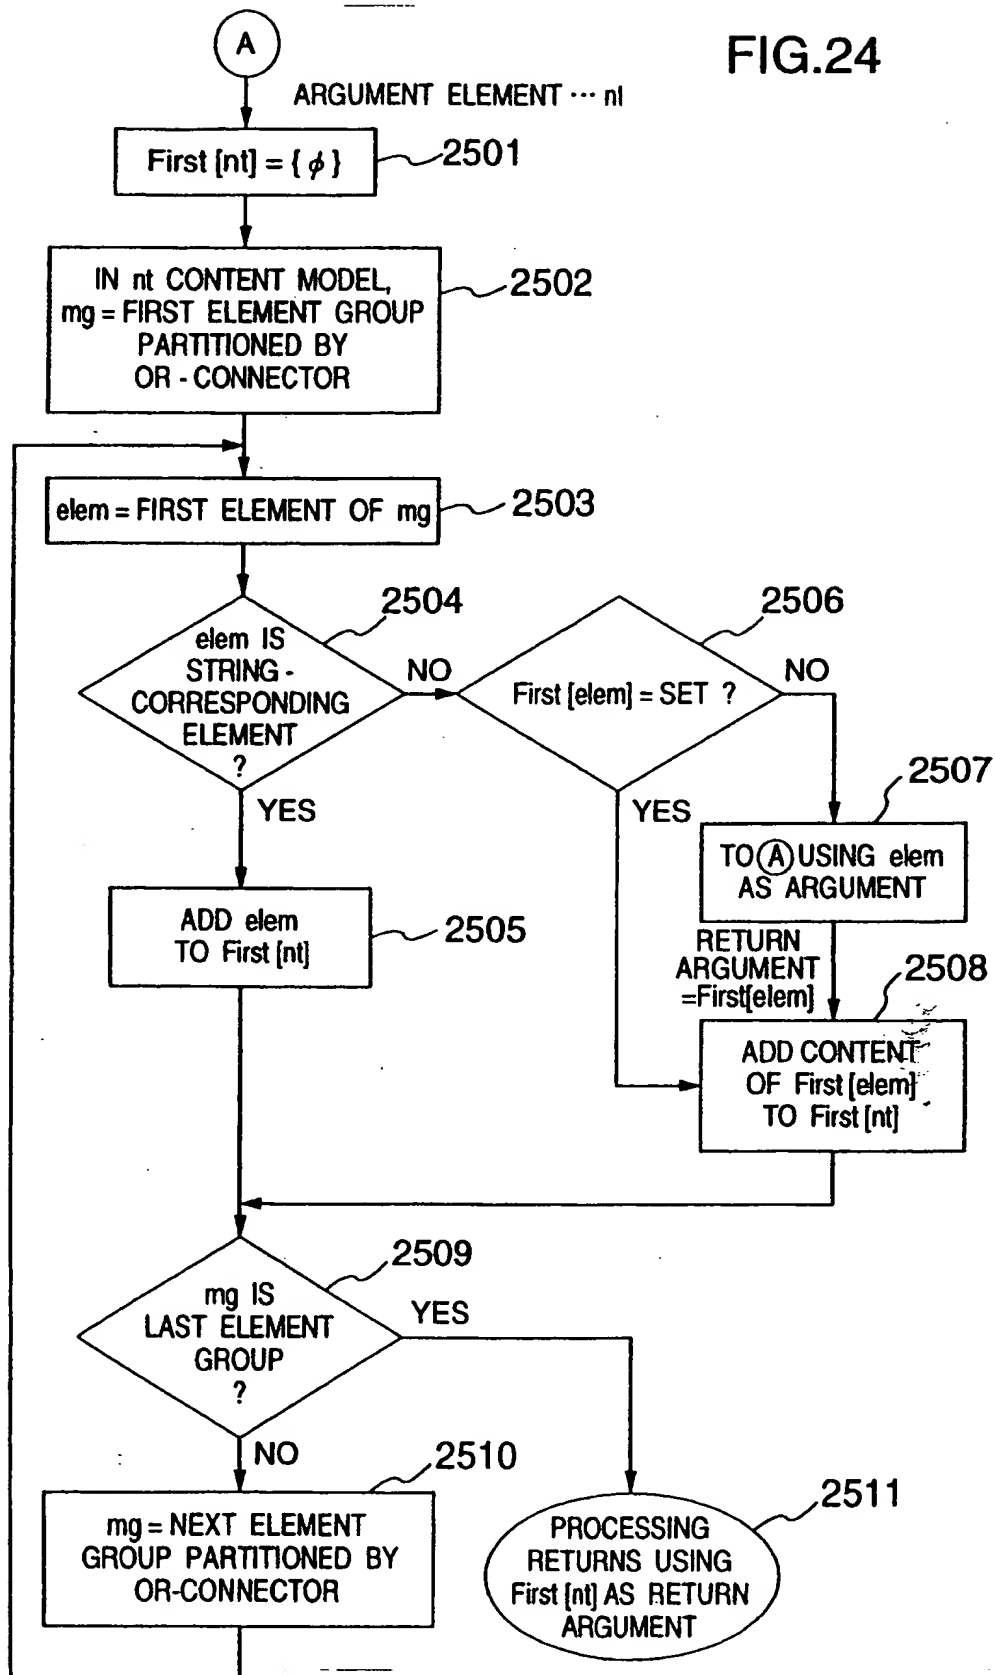 FIG.24
A
ARGUMENT ELEMENT ··· nt
First [nt] = { ϕ }
2501
IN nt CONTENT MODEL,
mg = FIRST ELEMENT GROUP
PARTITIONED BY
OR - CONNECTOR
2502
elem = FIRST ELEMENT OF mg
2503
elem IS
STRING -
CORRESPONDING
ELEMENT
?
2504
NO
YES
First [elem] = SET ?
2506
NO
YES
ADD elem
TO First [nt]
2505
TO A USING elem
AS ARGUMENT
2507
RETURN
ARGUMENT
=First[elem]
ADD CONTENT
OF First [elem]
TO First [nt]
2508
mg IS
LAST ELEMENT
GROUP
?
2509
YES
NO
mg = NEXT ELEMENT
GROUP PARTITIONED BY
OR-CONNECTOR
2510
PROCESSING
RETURNS USING
First [nt] AS RETURN
ARGUMENT
2511